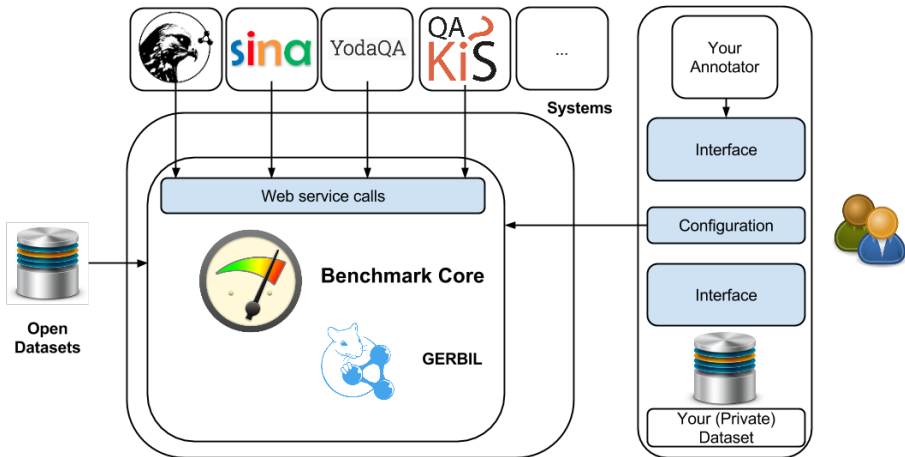 sina
YodaQA
QA
KiS
...
Systems
Your
Annotator
Interface
Web service calls
Configuration
Benchmark Core
Interface
Open
Datasets
GERBIL
Your (Private)
Dataset